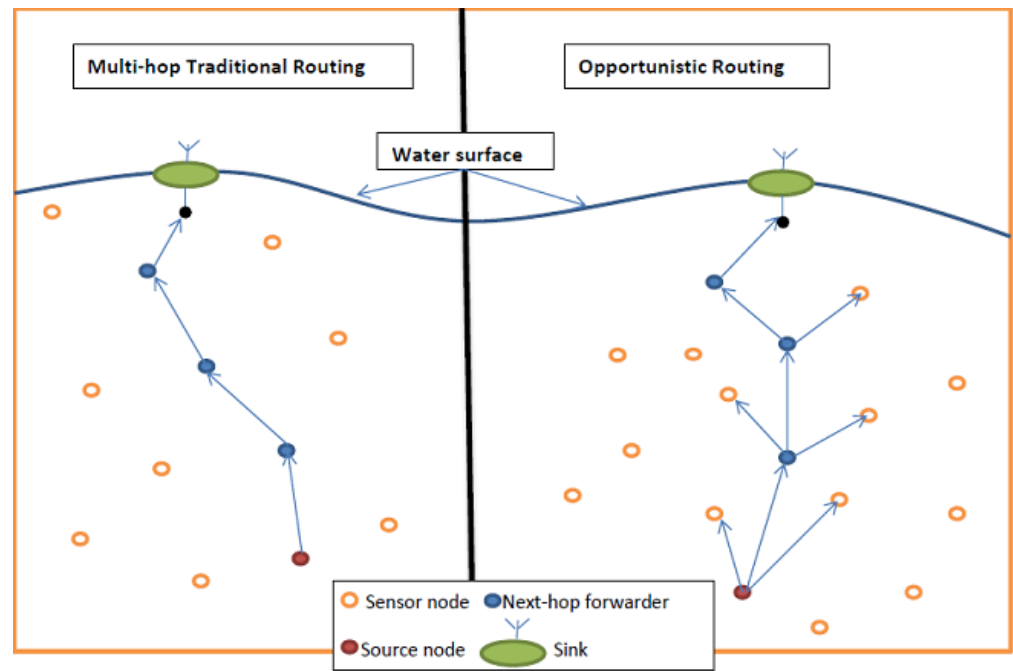 Multi-hop Traditional Routing
Opportunistic Routing
Water surface
Sensor node
Next-hop forwarder
Source node
Sink